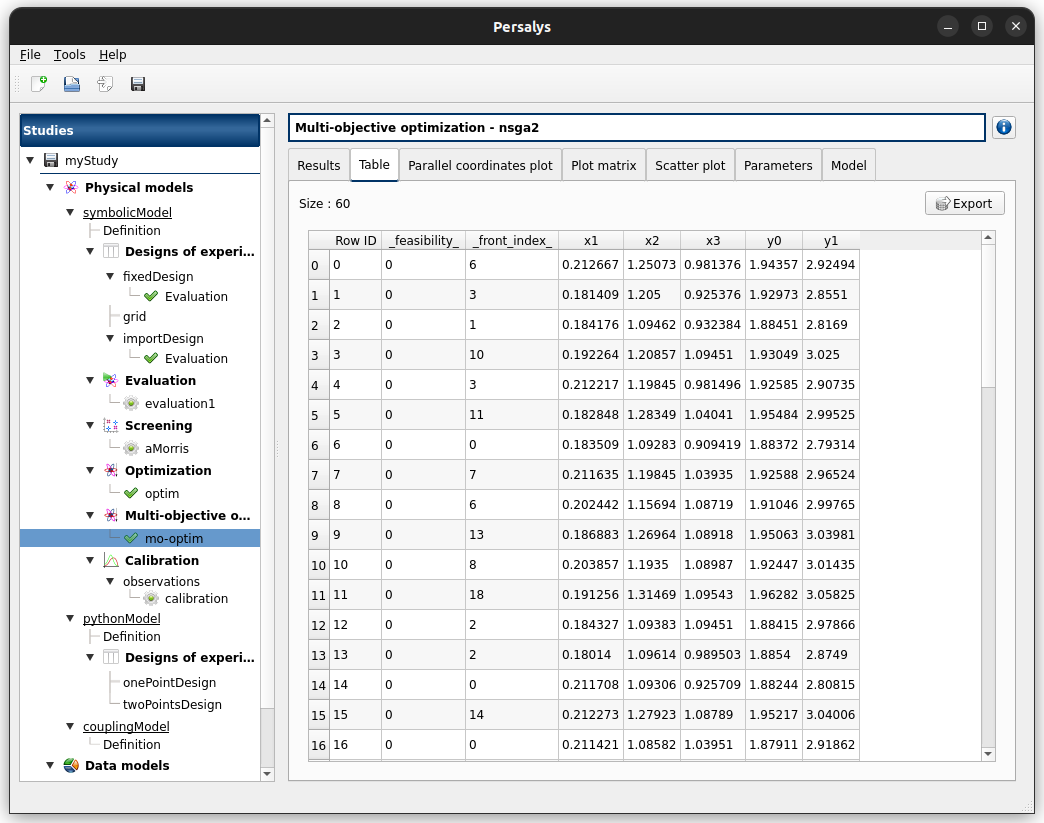 Persalys
File Tools Help
Studies
myStudy
Physical models
symbolicModel
Definition
Designs of experi...
fixedDesign
Evaluation
grid
importDesign
Evaluation
Evaluation
evaluation1
Screening
aMorris
Optimization
optim
Multi-objective o...
mo-optim
Calibration
observations
calibration
pythonModel
Definition
Designs of experi...
onePointDesign
twoPointsDesign
couplingModel
Definition
Data models
Multi-objective optimization - nsga2
Results Table Parallel coordinates plot Plot matrix Scatter plot Parameters Model
Size : 60 Export
Row ID _feasibility_ _front_index_ x1 x2 x3 y0 y1
0 0 0 6 0.212667 1.25073 0.981376 1.94357 2.92494
1 1 0 3 0.181409 1.205 0.925376 1.92973 2.8551
2 2 0 1 0.184176 1.09462 0.932384 1.88451 2.8169
3 3 0 10 0.192264 1.20857 1.09451 1.93049 3.025
4 4 0 3 0.212217 1.19845 0.981496 1.92585 2.90735
5 5 0 11 0.182848 1.28349 1.04041 1.95484 2.99525
6 6 0 0 0.183509 1.09283 0.909419 1.88372 2.79314
7 7 0 7 0.211635 1.19845 1.03935 1.92588 2.96524
8 8 0 6 0.202442 1.15694 1.08719 1.91046 2.99765
9 9 0 13 0.186883 1.26964 1.08918 1.95063 3.03981
10 10 0 8 0.203857 1.1935 1.08987 1.92447 3.01435
11 11 0 18 0.191256 1.31469 1.09543 1.96282 3.05825
12 12 0 2 0.184327 1.09383 1.09451 1.88415 2.97866
13 13 0 2 0.18014 1.09614 0.989503 1.8854 2.8749
14 14 0 0 0.211708 1.09306 0.925709 1.88244 2.80815
15 15 0 14 0.212273 1.27923 1.08789 1.95217 3.04006
16 16 0 0 0.211421 1.08582 1.03951 1.87911 2.91862